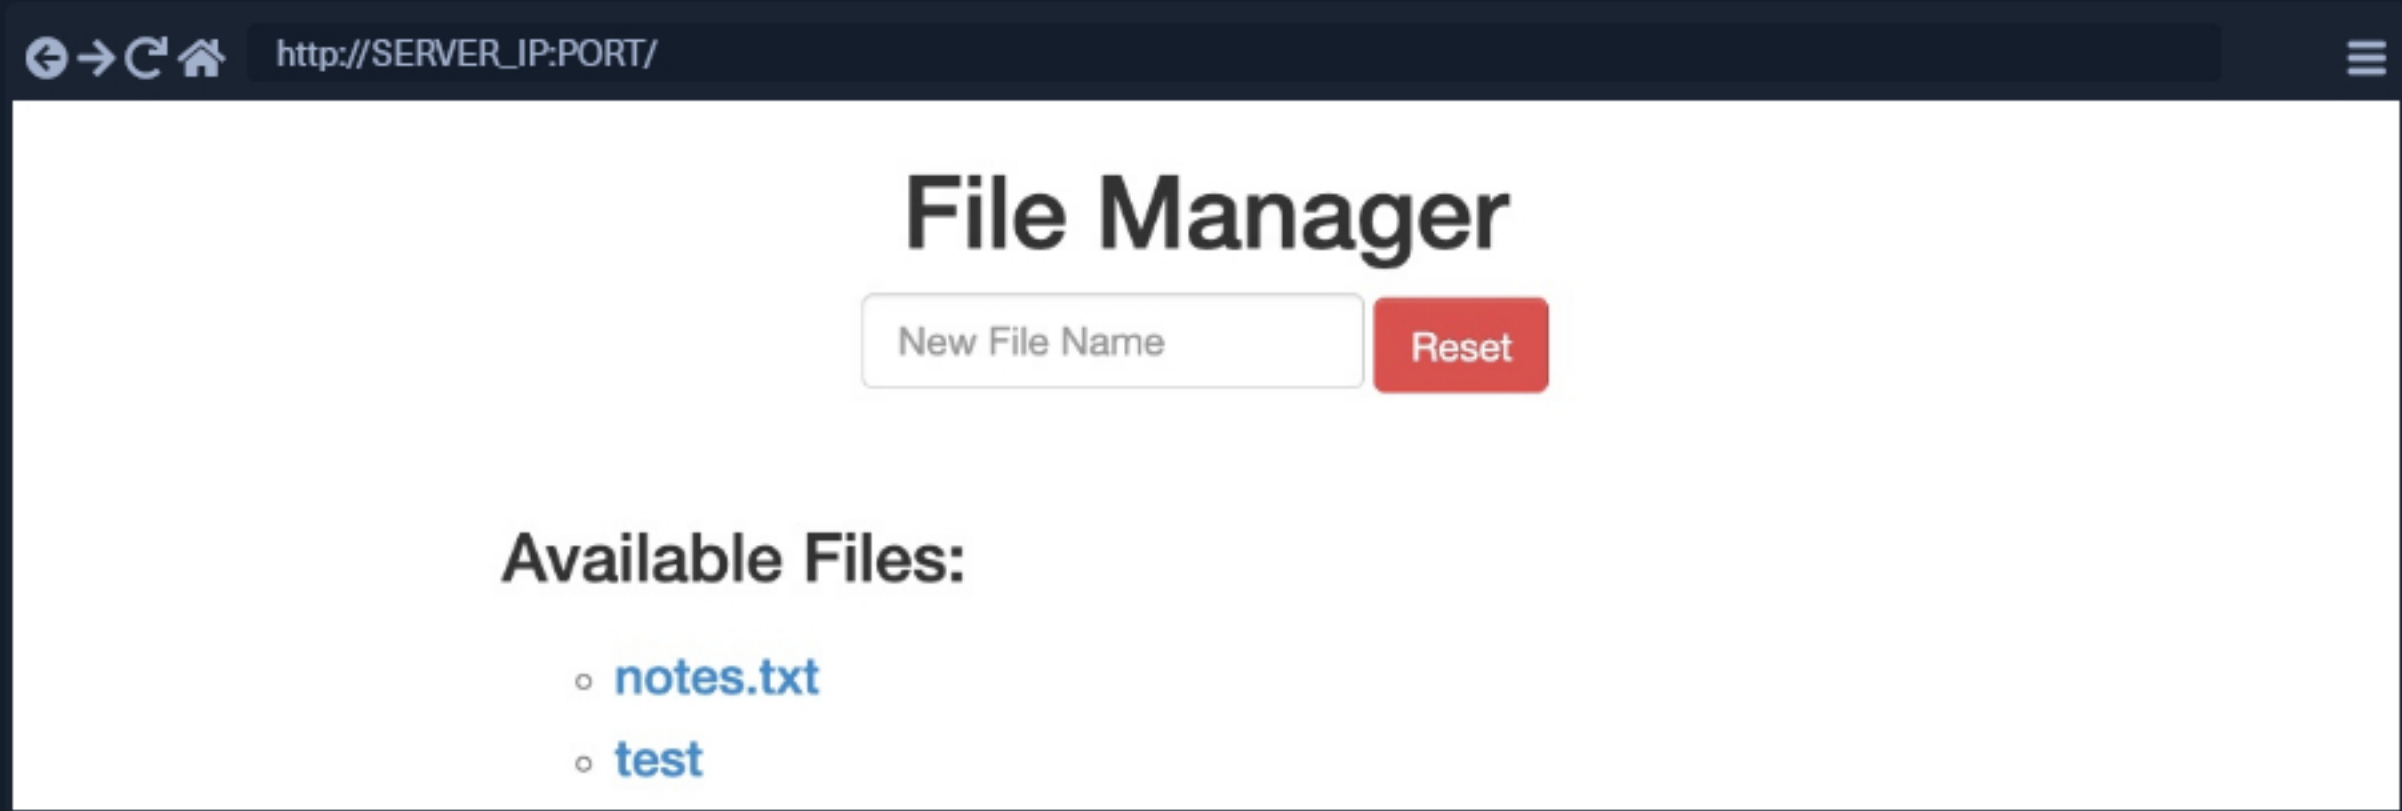 http://SERVER_IP:PORT/
File Manager
New File Name
Reset
Available Files:
notes.txt
test